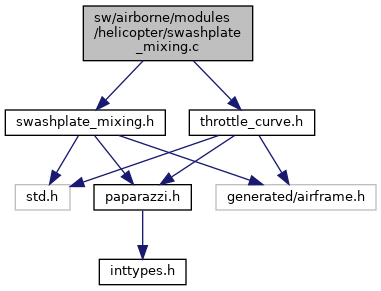 sw/airborne/modules
/helicopter/swashplate
_mixing.c
swashplate_mixing.h
throttle_curve.h
std.h
paparazzi.h
generated/airframe.h
inttypes.h